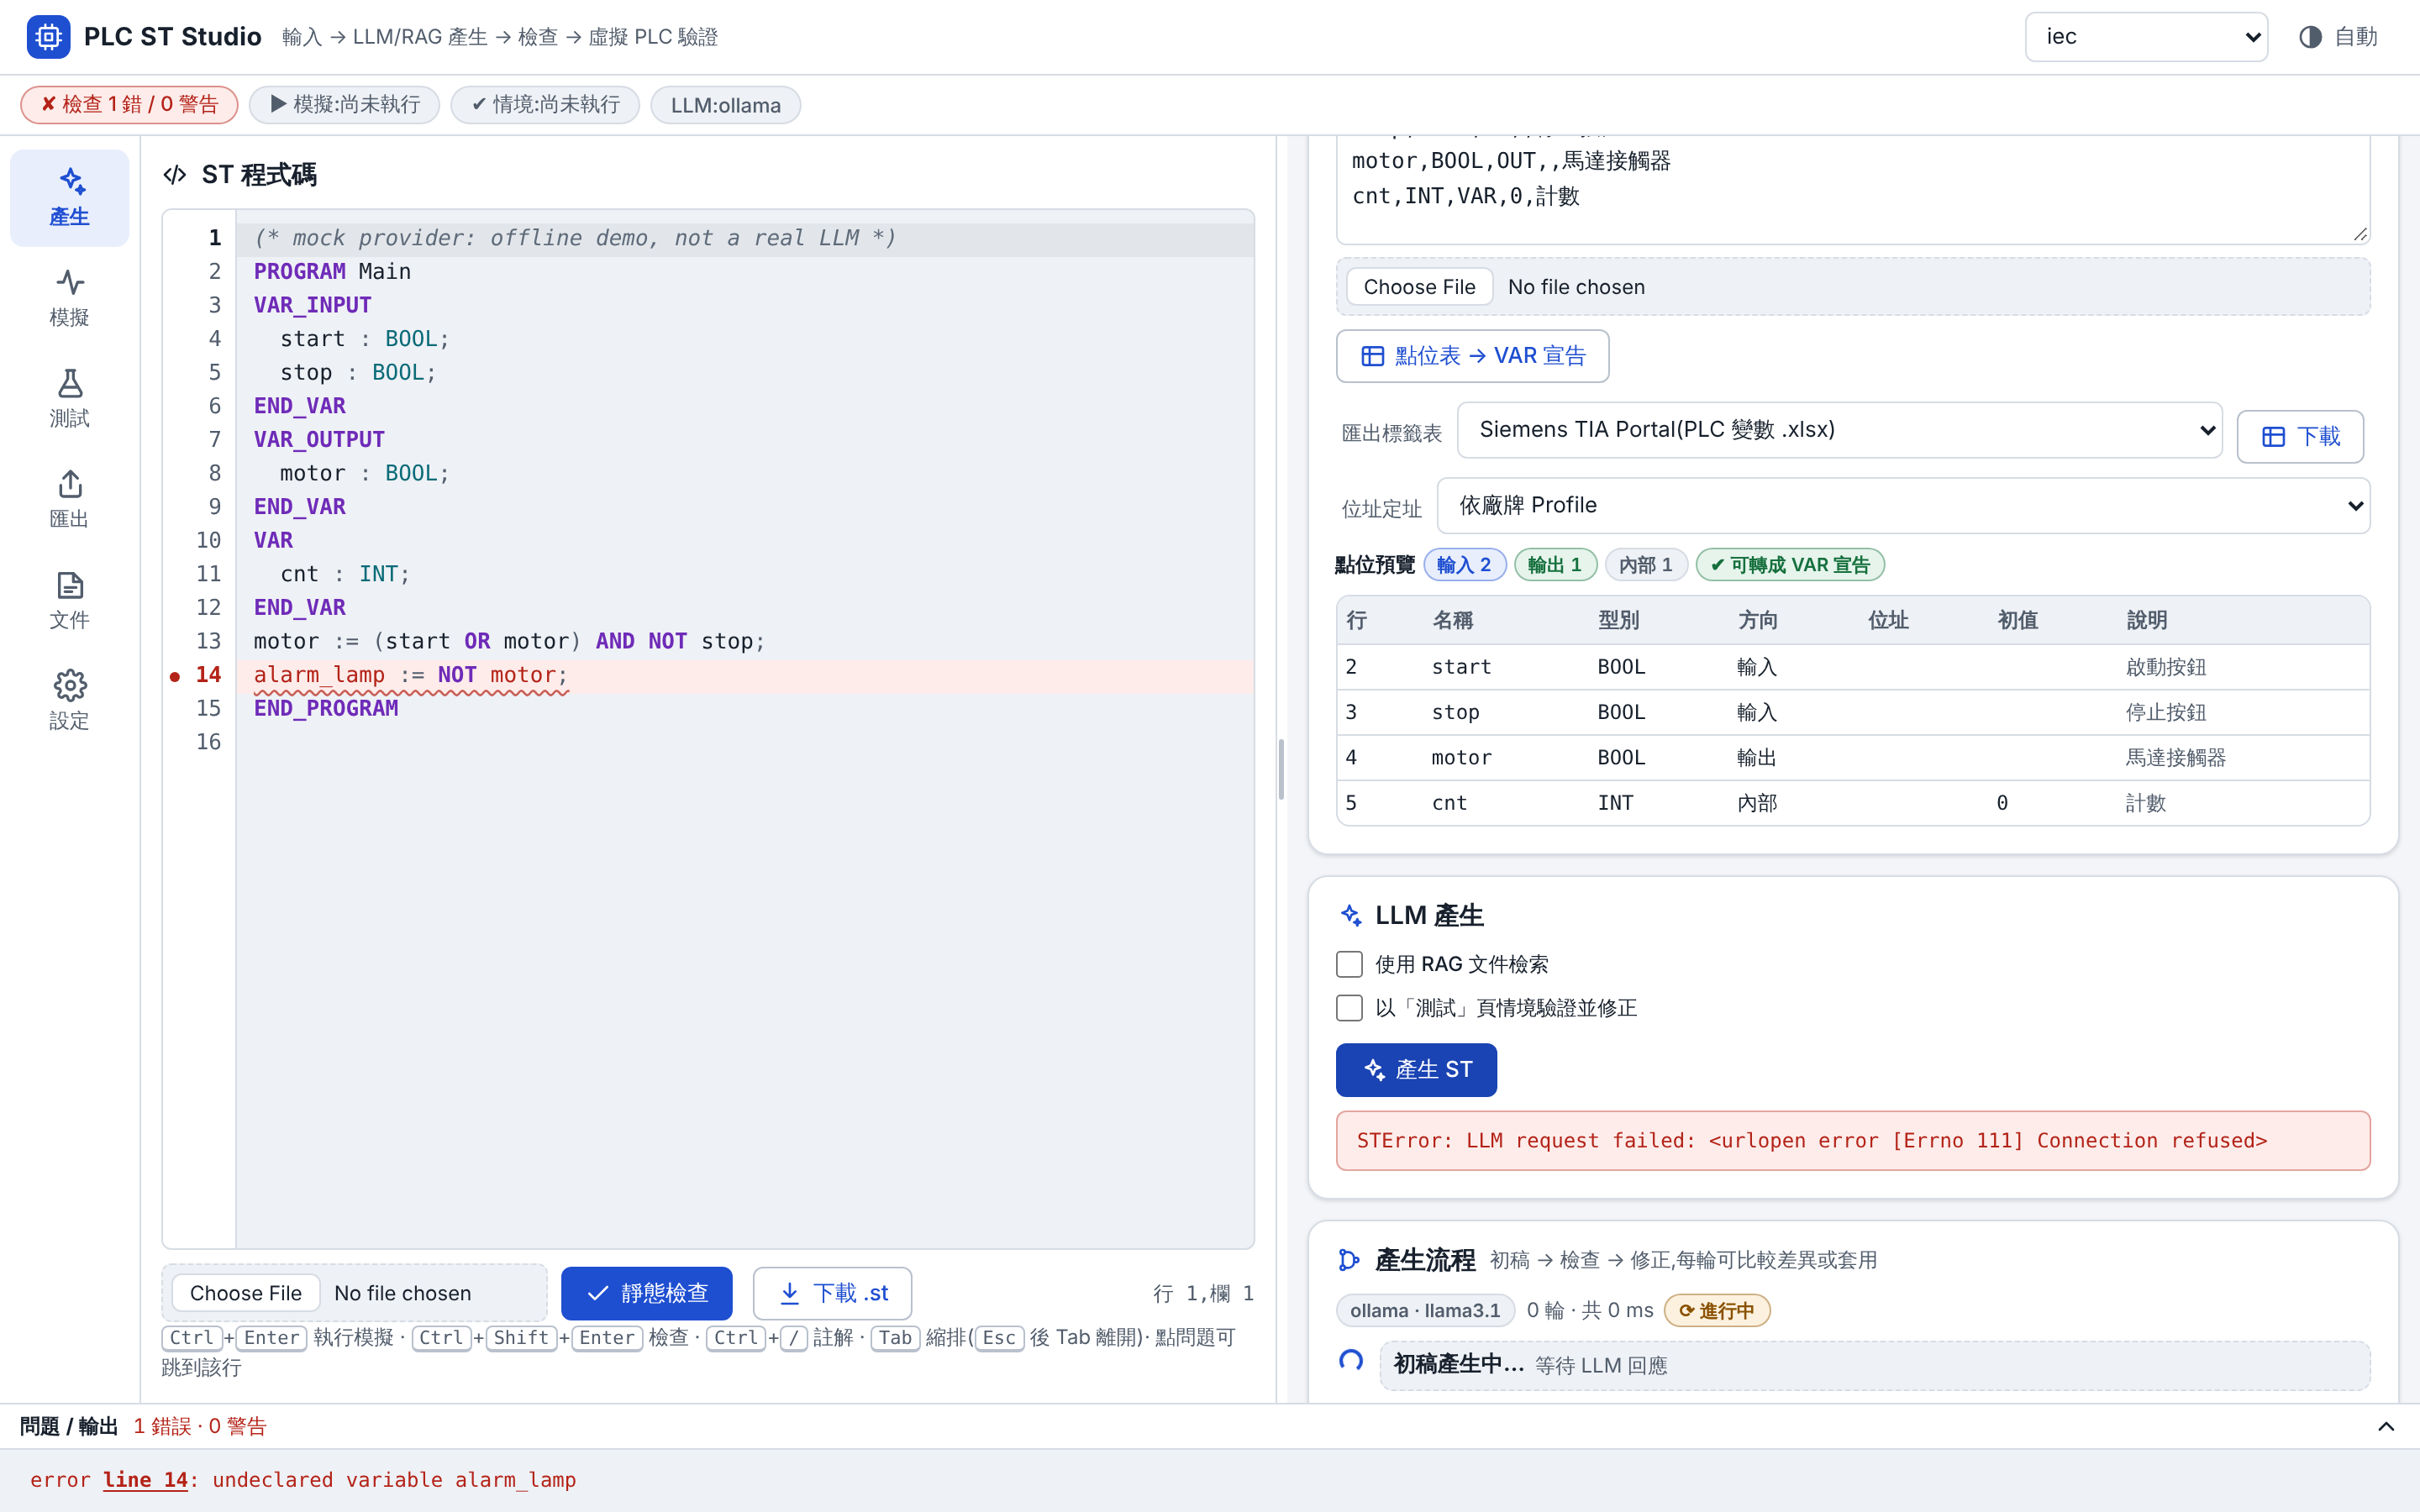 PLC ST Studio 輸入 → LLM/RAG 產生 → 檢查 → 虛擬 PLC 驗證
iec
自動
✘ 檢查 1 錯 / 0 警告
▶ 模擬:尚未執行
✔ 情境:尚未執行
LLM:ollama
產生
模擬
測試
匯出
文件
設定
ST 程式碼
1 (* mock provider: offline demo, not a real LLM *)
2 PROGRAM Main
3 VAR_INPUT
4 start : BOOL;
5 stop : BOOL;
6 END_VAR
7 VAR_OUTPUT
8 motor : BOOL;
9 END_VAR
10 VAR
11 cnt : INT;
12 END_VAR
13 motor := (start OR motor) AND NOT stop;
14 alarm_lamp := NOT motor;
15 END_PROGRAM
16
Choose File No file chosen
靜態檢查
下載 .st
行 1,欄 1
Ctrl+Enter 執行模擬 · Ctrl+Shift+Enter 檢查 · Ctrl+/ 註解 · Tab 縮排(Esc 後 Tab 離開)· 點問題可
跳到該行
motor,BOOL,OUT,,馬達接觸器
cnt,INT,VAR,0,計數
Choose File No file chosen
點位表 → VAR 宣告
匯出標籤表 Siemens TIA Portal(PLC 變數 .xlsx) 下載
位址定址 依廠牌 Profile
點位預覽 輸入 2 輸出 1 內部 1 ✔ 可轉成 VAR 宣告
行 名稱 型別 方向 位址 初值 說明
2 start BOOL 輸入 啟動按鈕
3 stop BOOL 輸入 停止按鈕
4 motor BOOL 輸出 馬達接觸器
5 cnt INT 內部 0 計數
LLM 產生
使用 RAG 文件檢索
以「測試」頁情境驗證並修正
產生 ST
STError: LLM request failed: <urlopen error [Errno 111] Connection refused>
產生流程 初稿 → 檢查 → 修正,每輪可比較差異或套用
ollama · llama3.1 0 輪 · 共 0 ms ⟳ 進行中
初稿產生中… 等待 LLM 回應
問題 / 輸出 1 錯誤 · 0 警告
error line 14: undeclared variable alarm_lamp